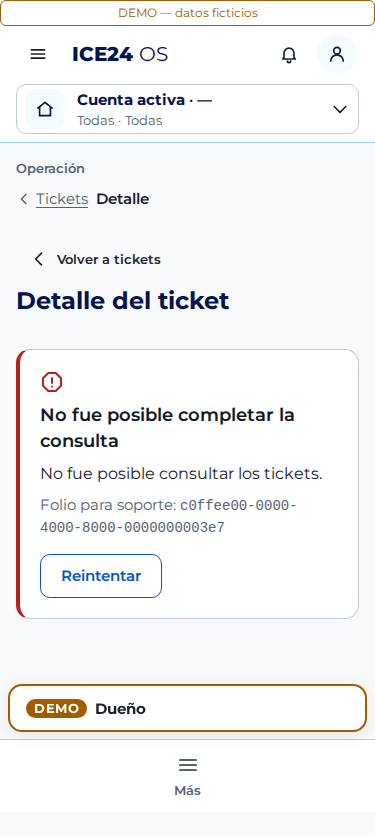 DEMO — datos ficticios
ICE24 OS
Cuenta activa · —
Todas · Todas
Operación
Tickets Detalle
Volver a tickets
Detalle del ticket
No fue posible completar la
consulta
No fue posible consultar los tickets.
Folio para soporte: c0ffee00-0000-
4000-8000-0000000003e7
Reintentar
DEMO Dueño
Más